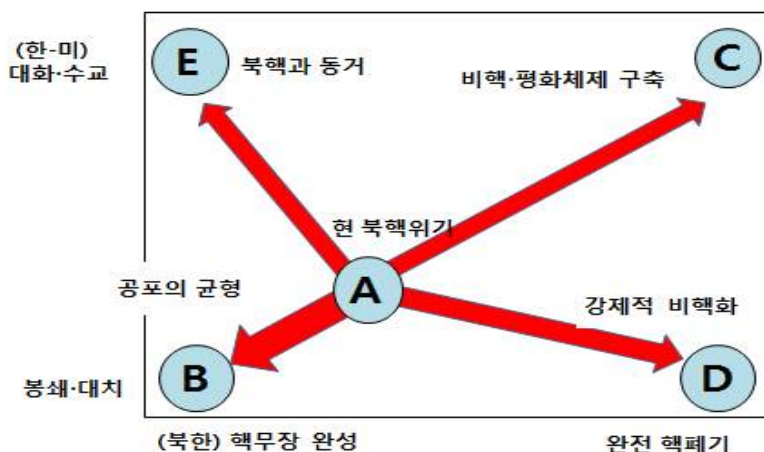 (한-미)
대화·수교
E
북핵과 동거
C
비핵·평화체제 구축
현 북핵위기
A
공포의 균형
강제적 비핵화
B
D
봉쇄·대치
(북한) 핵무장 완성
완전 핵폐기